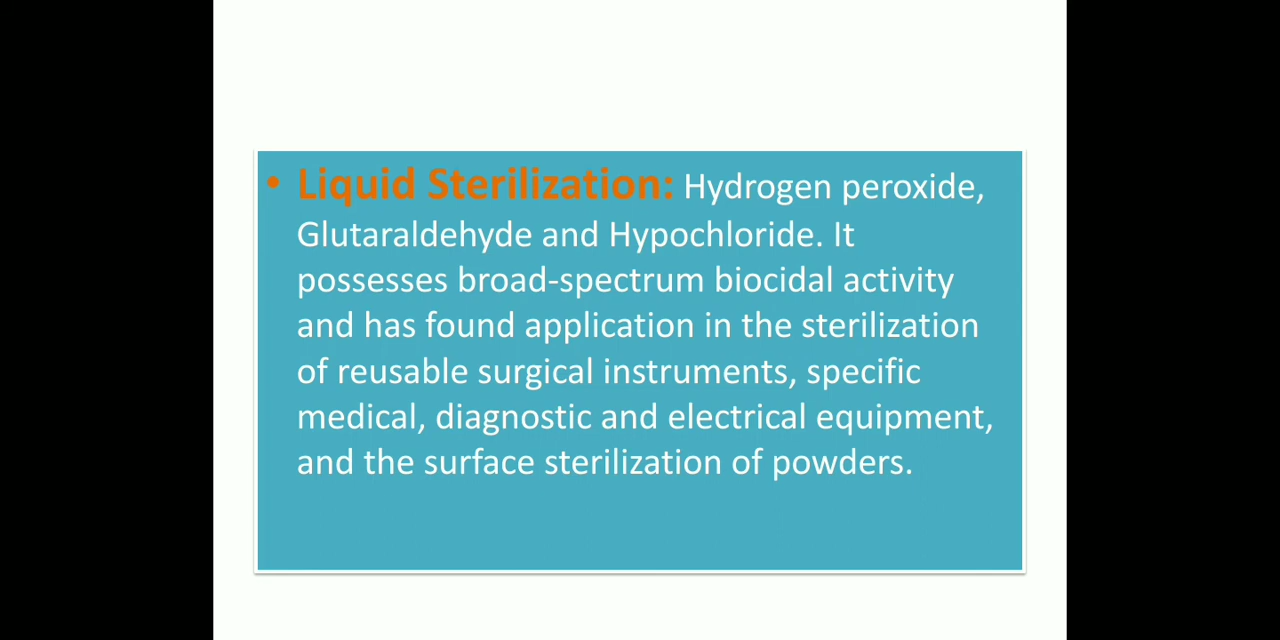 • Liquid Sterilization: Hydrogen peroxide,
Glutaraldehyde and Hypochloride. It
possesses broad-spectrum biocidal activity
and has found application in the sterilization
of reusable surgical instruments, specific
medical, diagnostic and electrical equipment,
and the surface sterilization of powders.